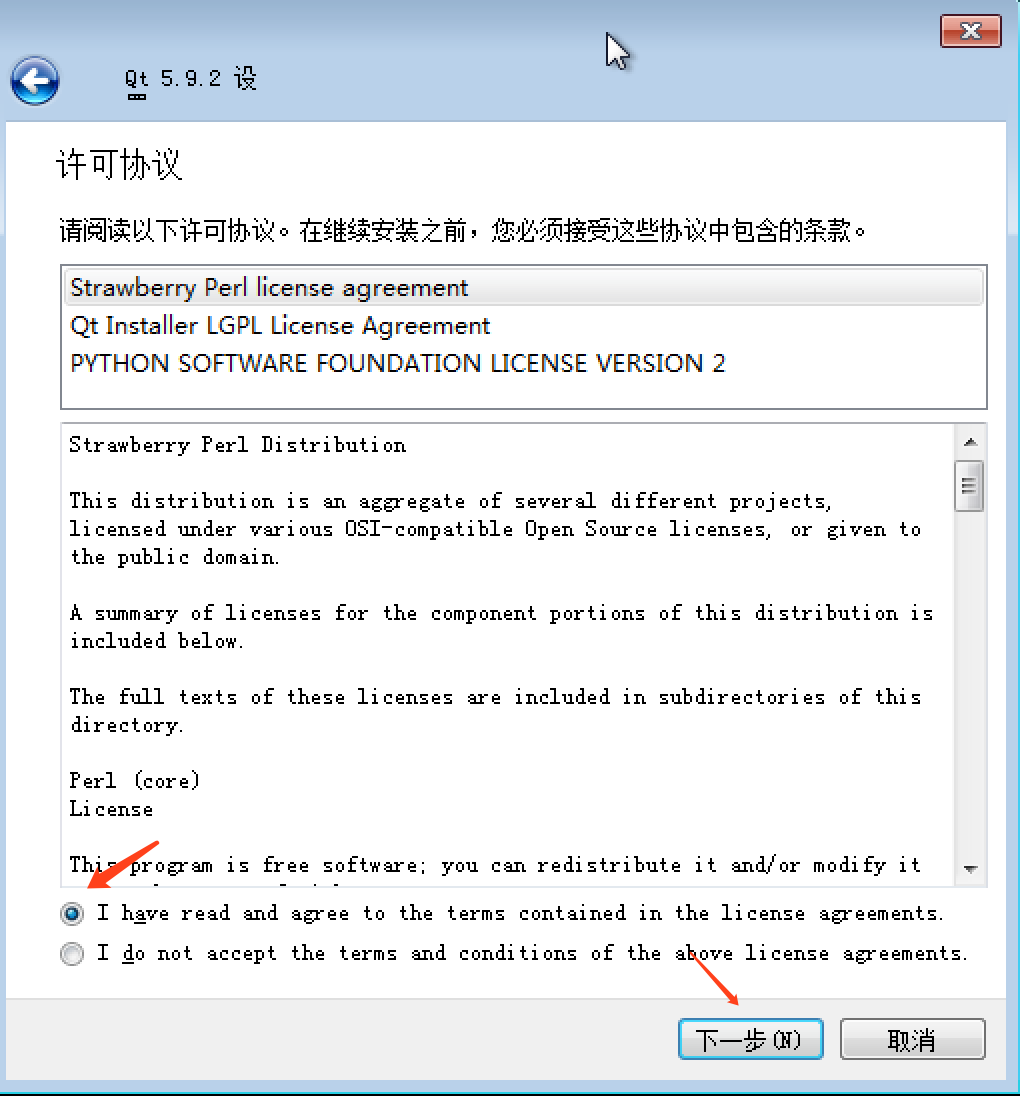 Qt 5.9.2 设
许可协议
请阅读以下许可协议。在继续安装之前，您必须接受这些协议中包含的条款。
Strawberry Perl license agreement
Qt Installer LGPL License Agreement
PYTHON SOFTWARE FOUNDATION LICENSE VERSION 2
Strawberry Perl Distribution
This distribution is an aggregate of several different projects,
licensed under various OSI-compatible Open Source licenses, or given to
the public domain.
A summary of licenses for the component portions of this distribution is
included below.
The full texts of these licenses are included in subdirectories of this
directory.
Perl (core)
License
This program is free software; you can redistribute it and/or modify it
I have read and agree to the terms contained in the license agreements.
I do not accept the terms and conditions of the above license agreements.
下一步(N)
取消